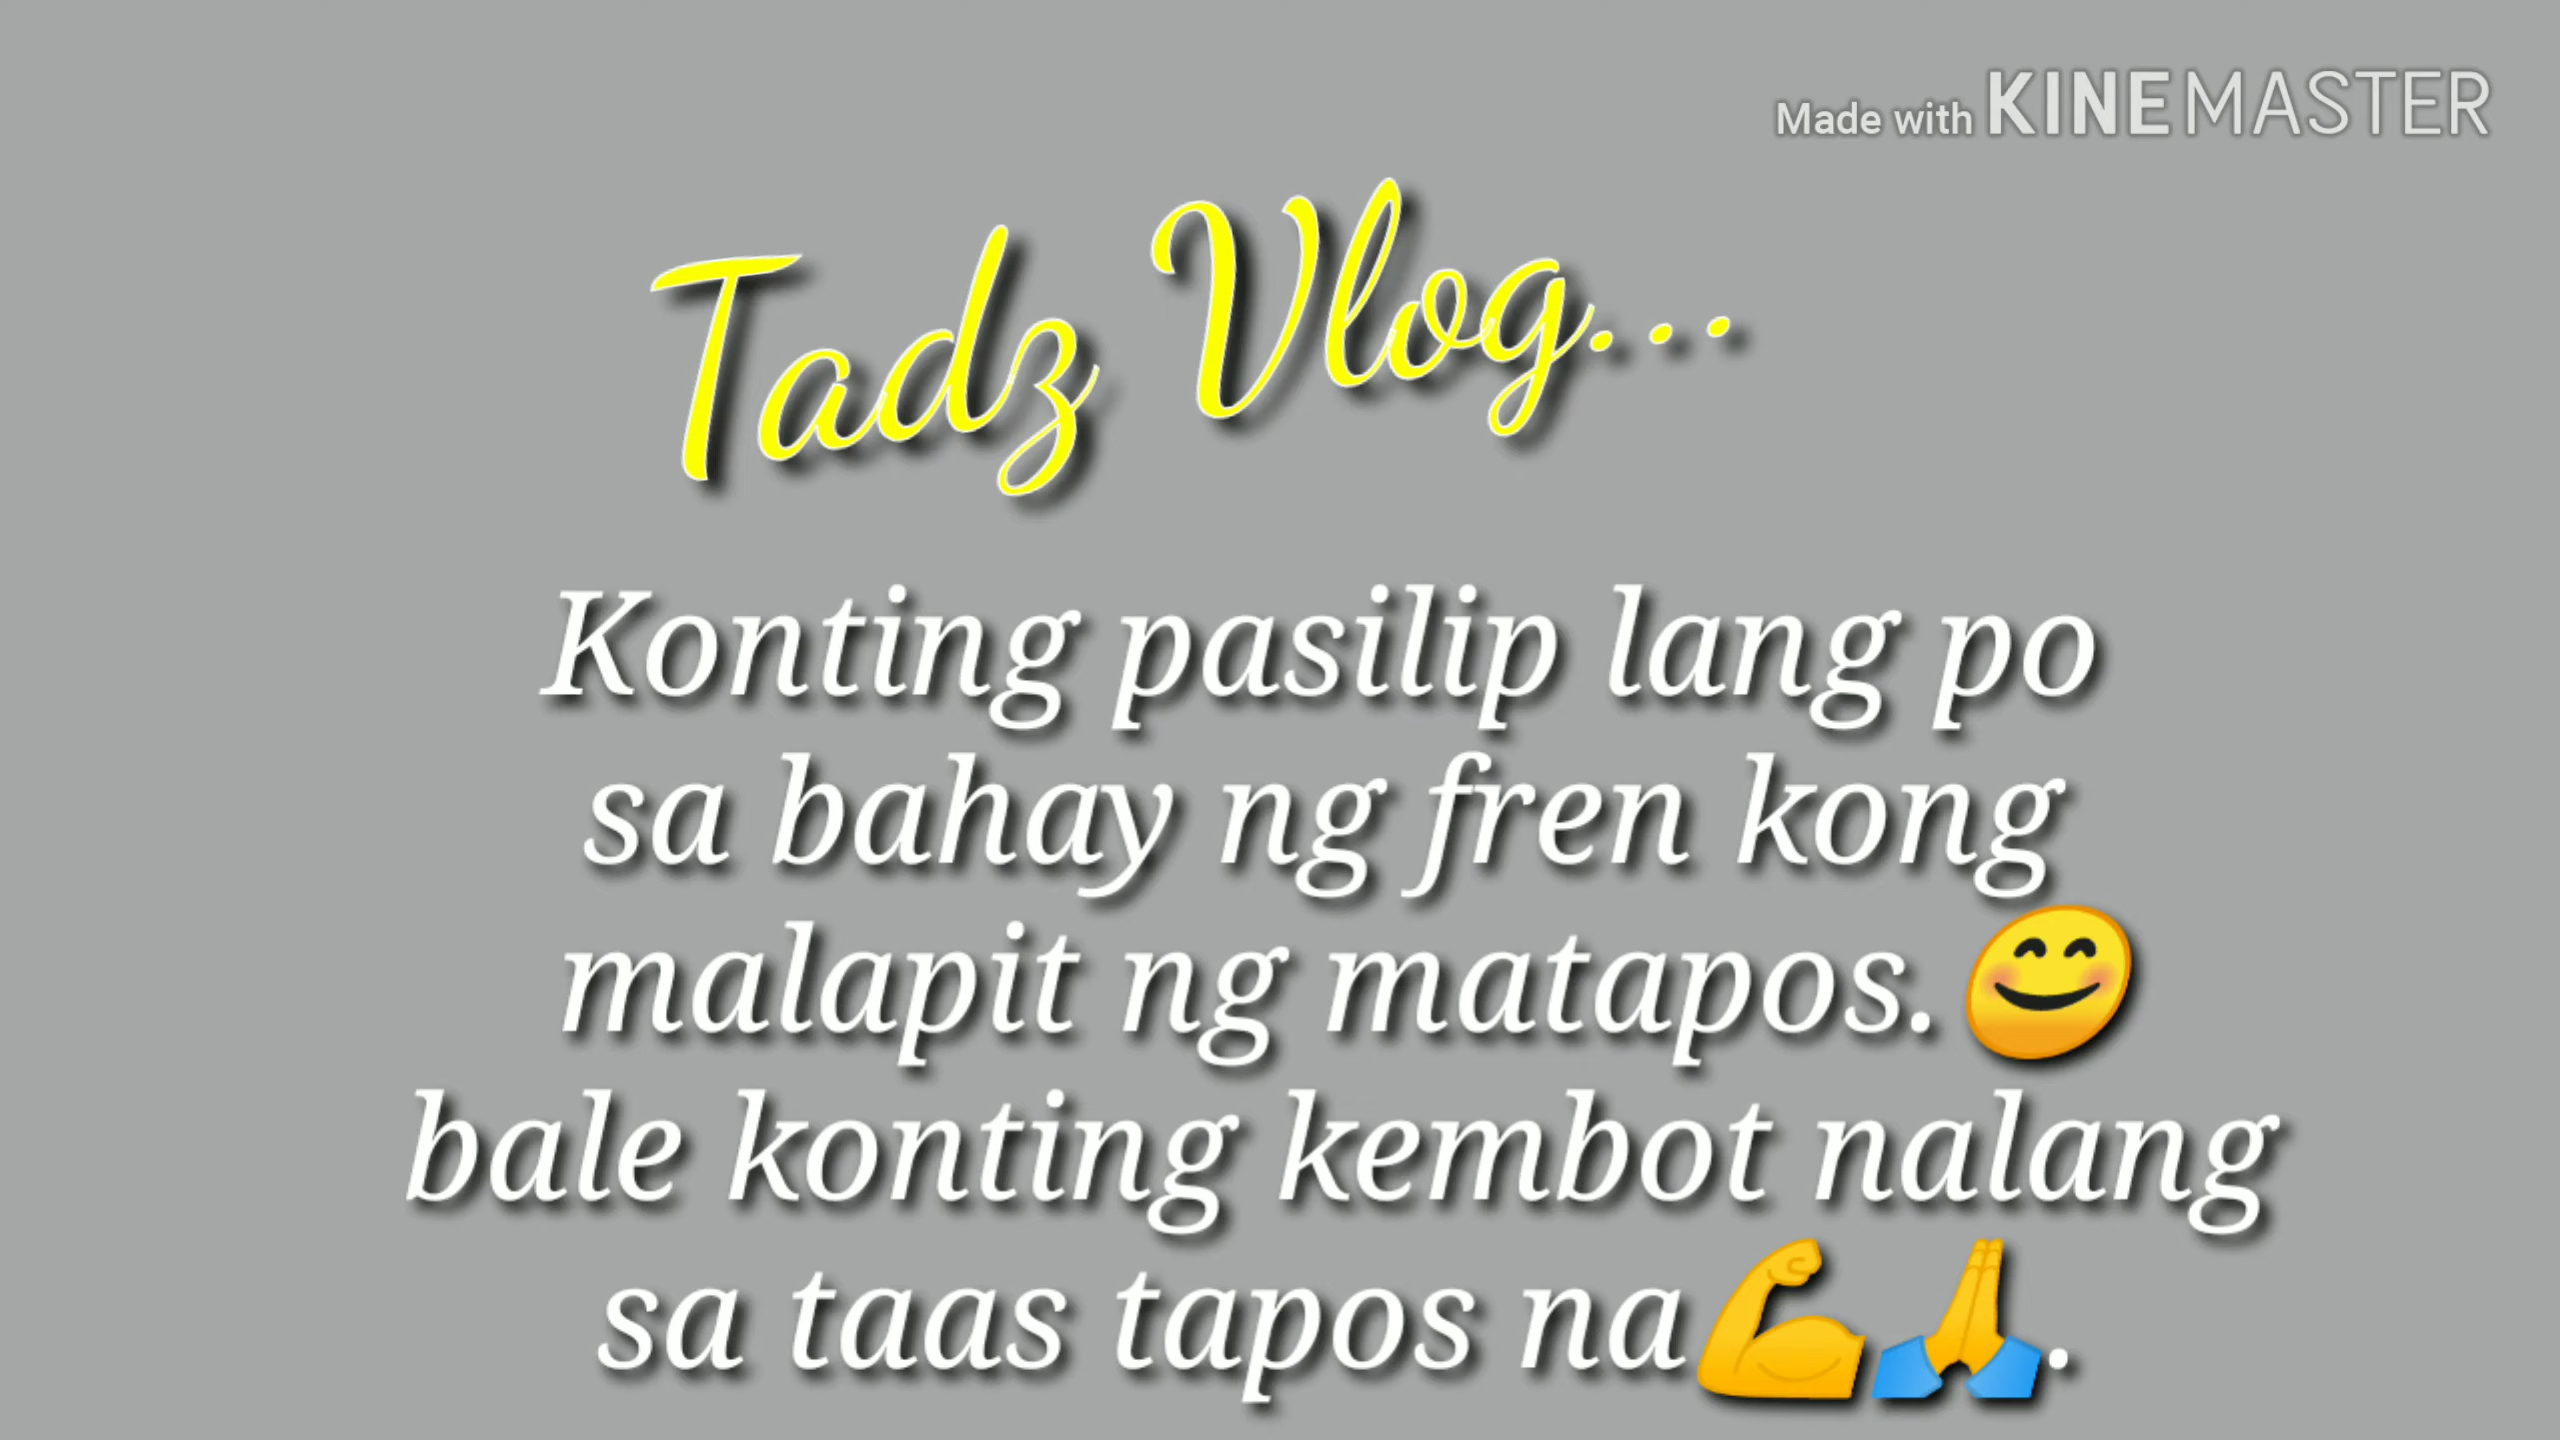 Made with KINEMASTER
Tadz Vlog...
Konting pasilip lang po
sa bahay ng fren kong
malapit ng matapos.😊
bale konting kembot nalang
sa taas tapos na💪🙏.